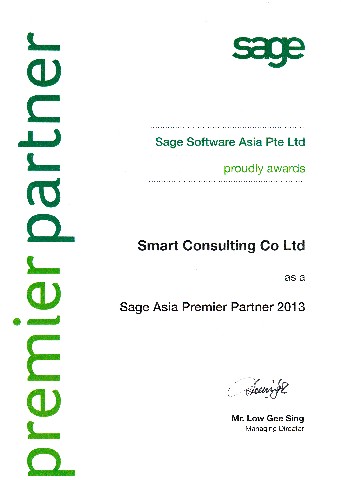 premier partner
sage
Sage Software Asia Pte Ltd
proudly awards
Smart Consulting Co Ltd
as a
Sage Asia Premier Partner 2013
Mr. Low Gee Sing
Managing Director